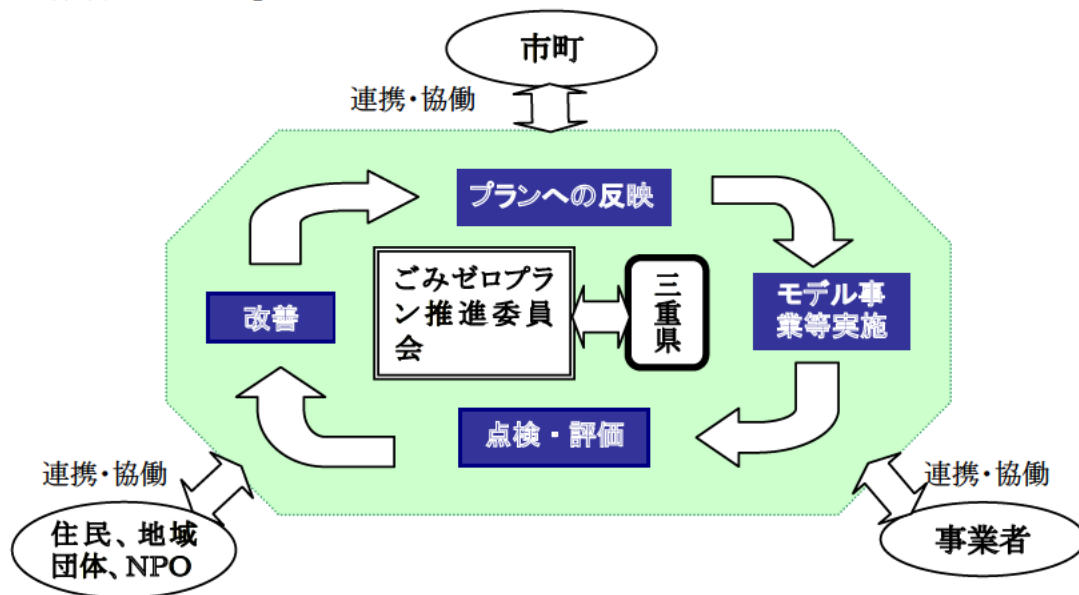 市町
連携・協働
プランへの反映
ごみゼロプラ
ン推進委員
会
三重県
モデル事
業等実施
改善
点検・評価
連携・協働
住民、地域
団体、NPO
連携・協働
事業者